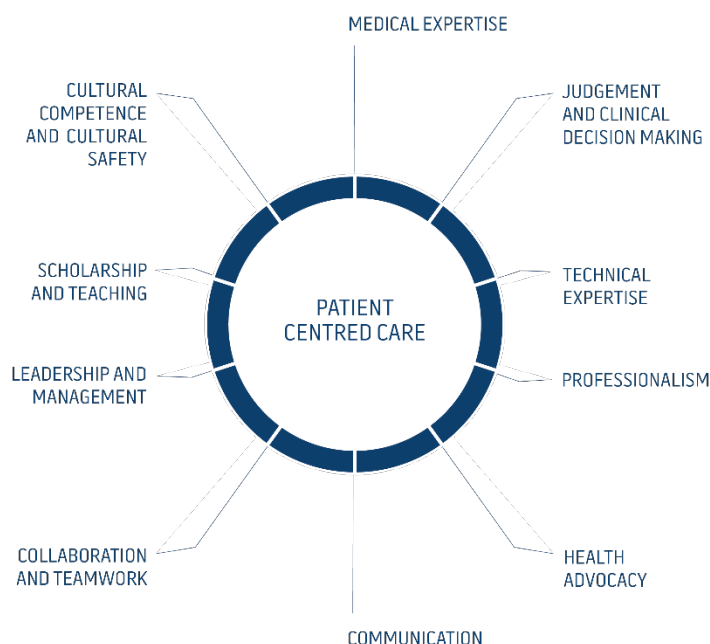 MEDICAL EXPERTISE
JUDGEMENT
AND CLINICAL
DECISION MAKING
TECHNICAL
EXPERTISE
PROFESSIONALISM
HEALTH
ADVOCACY
COMMUNICATION
COLLABORATION
AND TEAMWORK
LEADERSHIP AND
MANAGEMENT
SCHOLARSHIP
AND TEACHING
CULTURAL
COMPETENCE
AND CULTURAL
SAFETY
PATIENT
CENTRED CARE